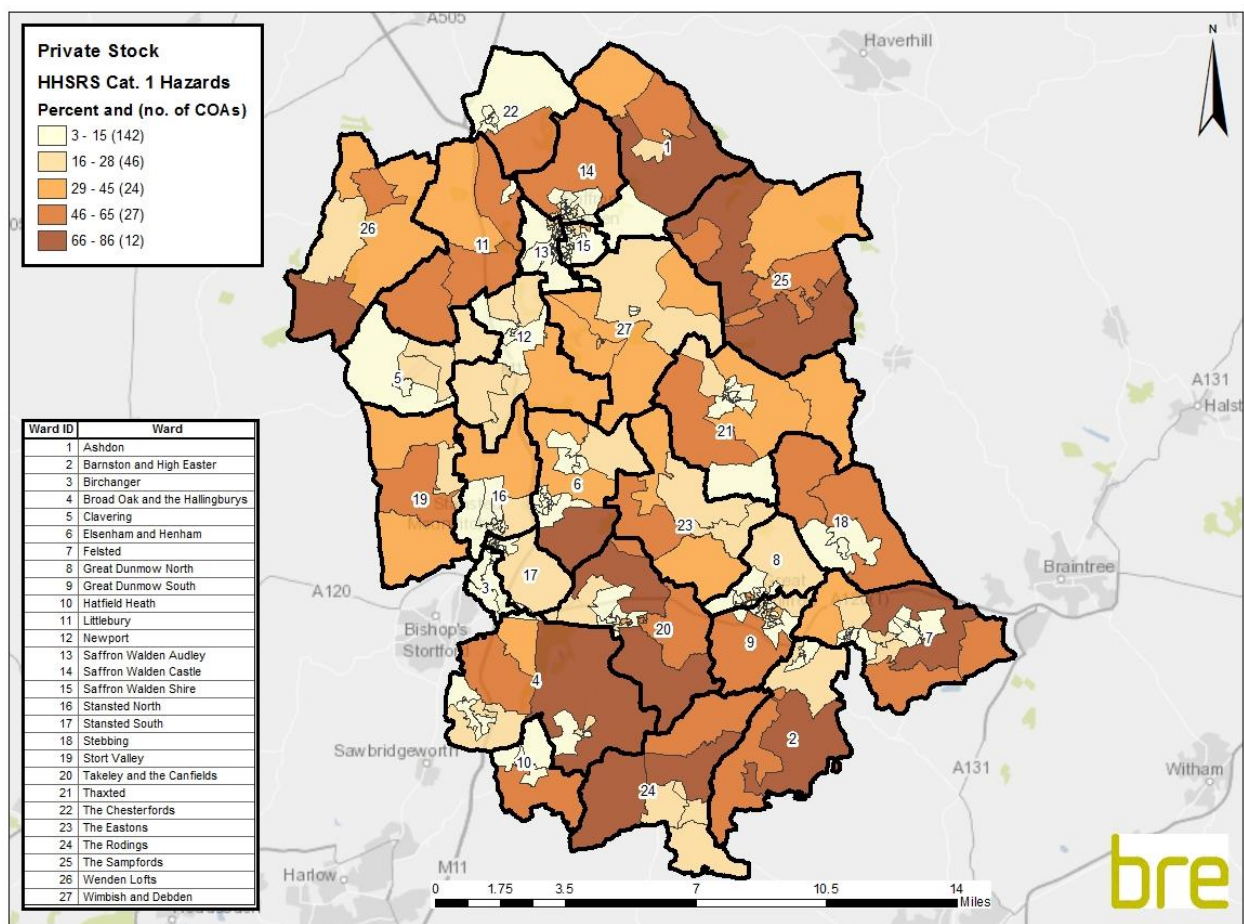 Private Stock
HHSRS Cat. 1 Hazards
Percent and (no. of COAs)
3 - 15 (142)
16 - 28 (46)
29 - 45 (24)
46 - 65 (27)
66 - 86 (12)
A505
Haverhill
N
22
1
14
26
11
13
15
25
12
27
5
A131
21
19
16
6
23
18
8
Braintree
A120
3
17
Bishop's
Stortford
20
9
7
4
2
Sawbridgeworth
10
24
A131
Witham
Harlow
M11
Ward ID Ward
1 Ashdon
2 Barnston and High Easter
3 Birchanger
4 Broad Oak and the Hallingburys
5 Clavering
6 Elsenham and Henham
7 Felsted
8 Great Dunmow North
9 Great Dunmow South
10 Hatfield Heath
11 Littlebury
12 Newport
13 Saffron Walden Audley
14 Saffron Walden Castle
15 Saffron Walden Shire
16 Stansted North
17 Stansted South
18 Stebbing
19 Stort Valley
20 Takeley and the Canfields
21 Thaxted
22 The Chesterfords
23 The Eastons
24 The Rodings
25 The Sampfords
26 Wenden Lofts
27 Wimbish and Debden
0 1.75 3.5 7 10.5 14
Miles
bre